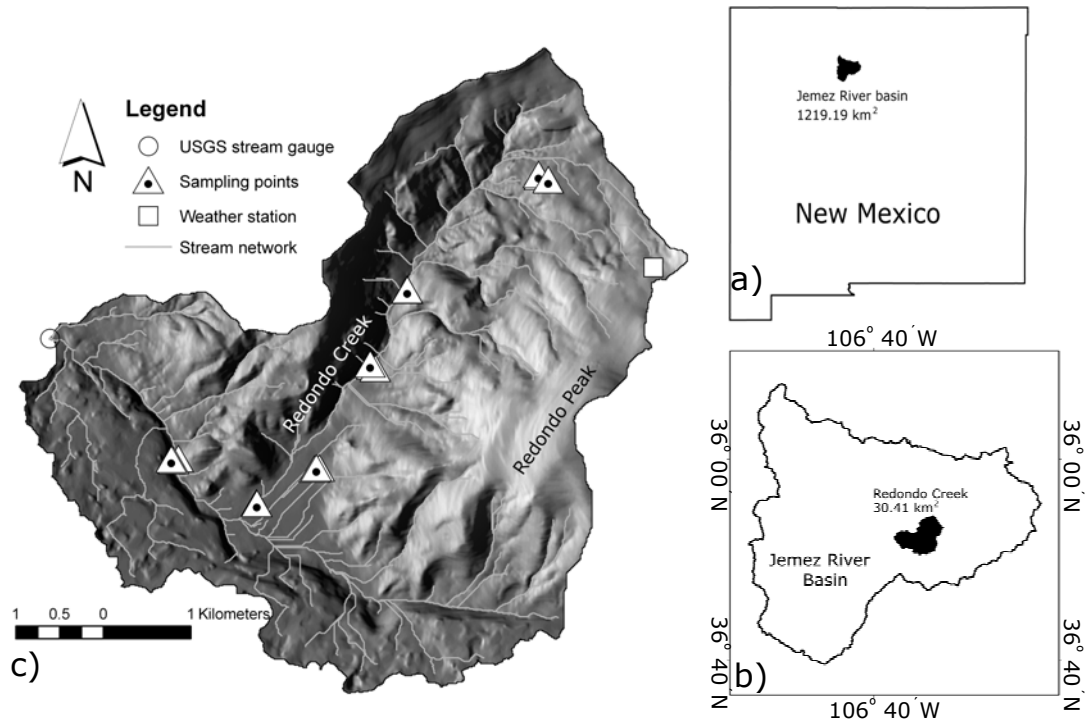 Legend
USGS stream gauge
Sampling points
Weather station
Stream network
N
Redondo Creek
Redondo Peak
1 0.5 0 1 Kilometers
c)
Jemez River basin
1219.19 km²
New Mexico
a)
106° 40´ W
36° 00´ N
36° 00´ N
Redondo Creek
30.41 km²
Jemez River
Basin
36° 40´ N
36° 40´ N
b)
106° 40´ W